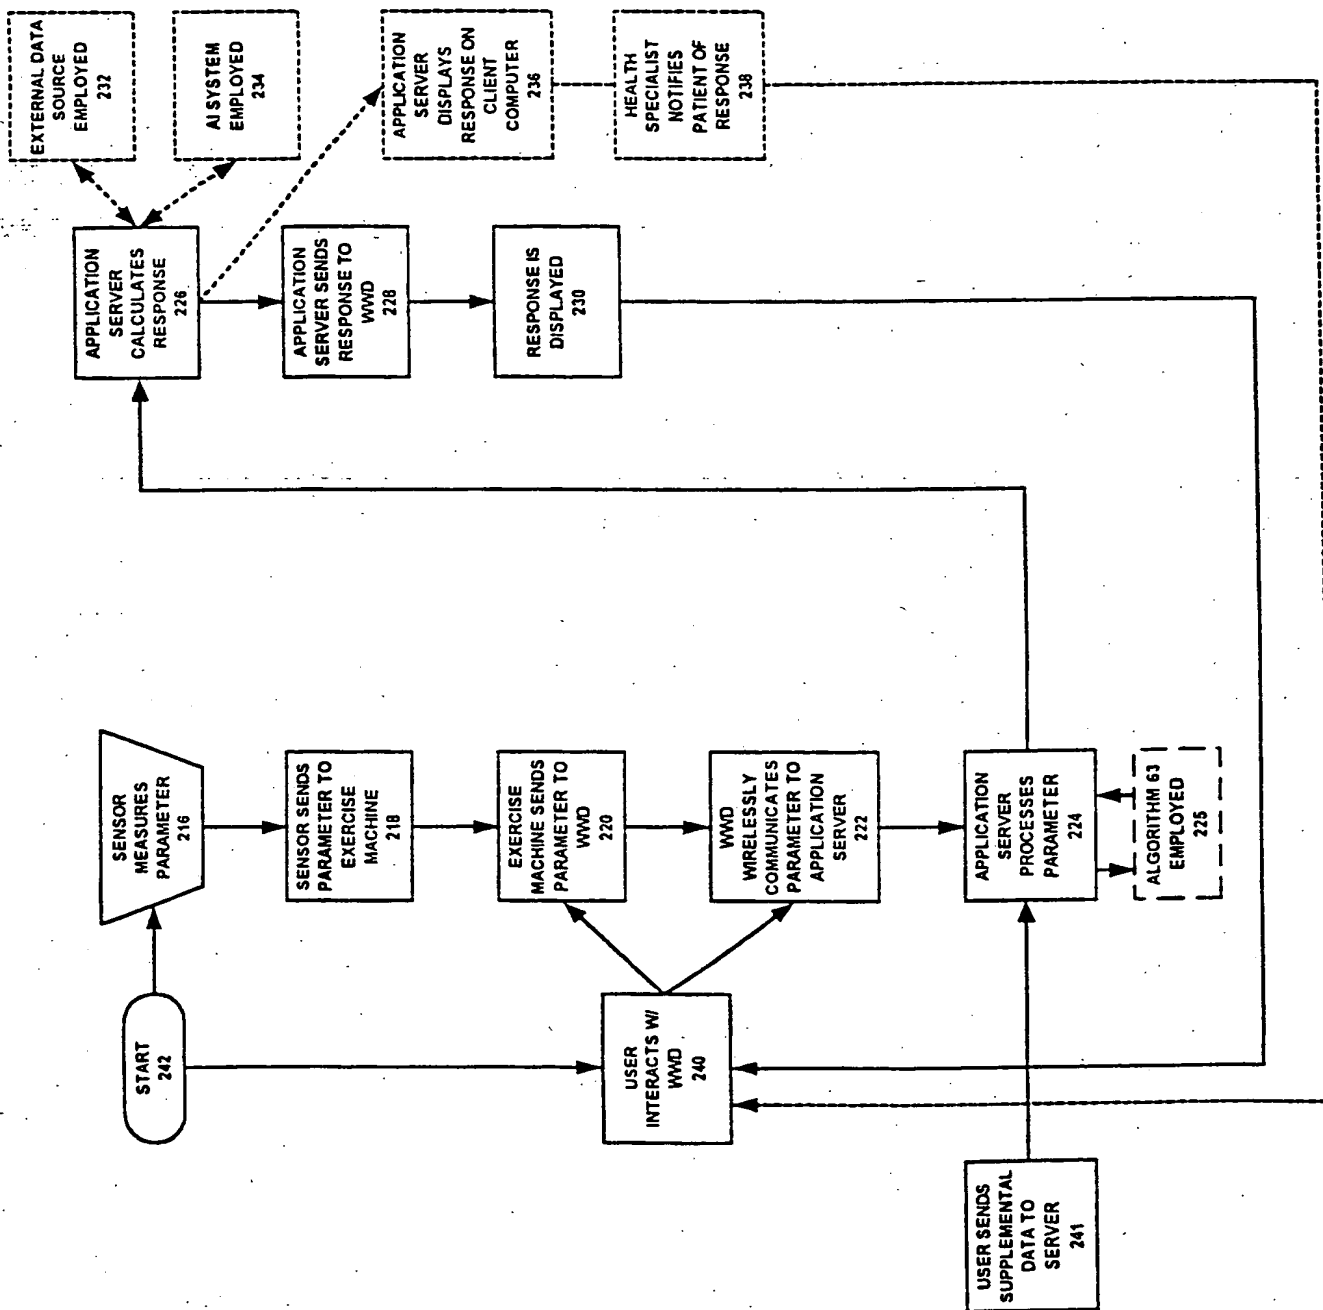 START
242
SENSOR
MEASURES
PARAMETER
216
SENSOR SENDS
PARAMETER TO
EXERCISE
MACHINE
218
EXERCISE
MACHINE SENDS
PARAMETER TO
WWD
220
USER
INTERACTS W/
WWD
240
WWD
WIRELESSLY
COMMUNICATES
PARAMETER TO
APPLICATION
SERVER
222
USER SENDS
SUPPLEMENTAL
DATA TO
SERVER
241
APPLICATION
SERVER
PROCESSES
PARAMETER
224
ALGORITHM 63
EMPLOYED
225
APPLICATION
SERVER
CALCULATES
RESPONSE
226
APPLICATION
SERVER SENDS
RESPONSE TO
WWD
228
RESPONSE IS
DISPLAYED
230
EXTERNAL DATA
SOURCE
EMPLOYED
232
AI SYSTEM
EMPLOYED
234
APPLICATION
SERVER
DISPLAYS
RESPONSE ON
CLIENT
COMPUTER
236
HEALTH
SPECIALIST
NOTIFIES
PATIENT OF
RESPONSE
238